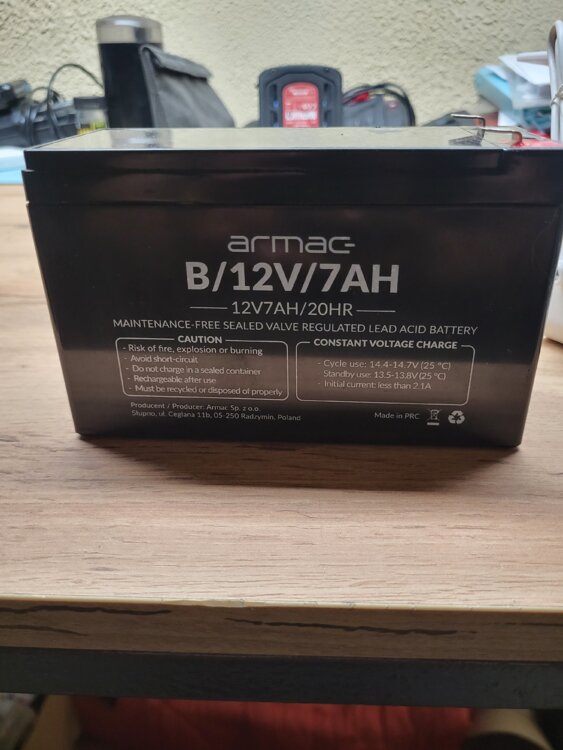 armac
B/12V/7AH
12V7AH/20HR
MAINTENANCE-FREE SEALED VALVE REGULATED LEAD ACID BATTERY
CAUTION
- Risk of fire, explosion or burning
- Avoid short-circuit
- Do not charge in a sealed container
- Rechargeable after use
- Must be recycled or disposed of properly
CONSTANT VOLTAGE CHARGE
- Cycle use: 14.4-14.7V (25 °C)
Standby use: 13.5-13.8V (25 °C)
- Initial current: less than 2.1A
Producent / Producer: Armac Sp. z o.o.
Słupno, ul. Ceglana 11b, 05-250 Radzymin, Poland
Made in PRC